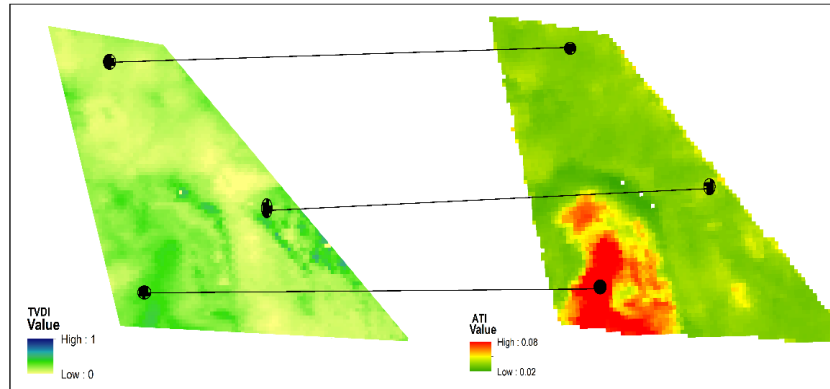 TVDI
Value
High : 1
Low : 0
ATI
Value
High : 0.08
Low : 0.02